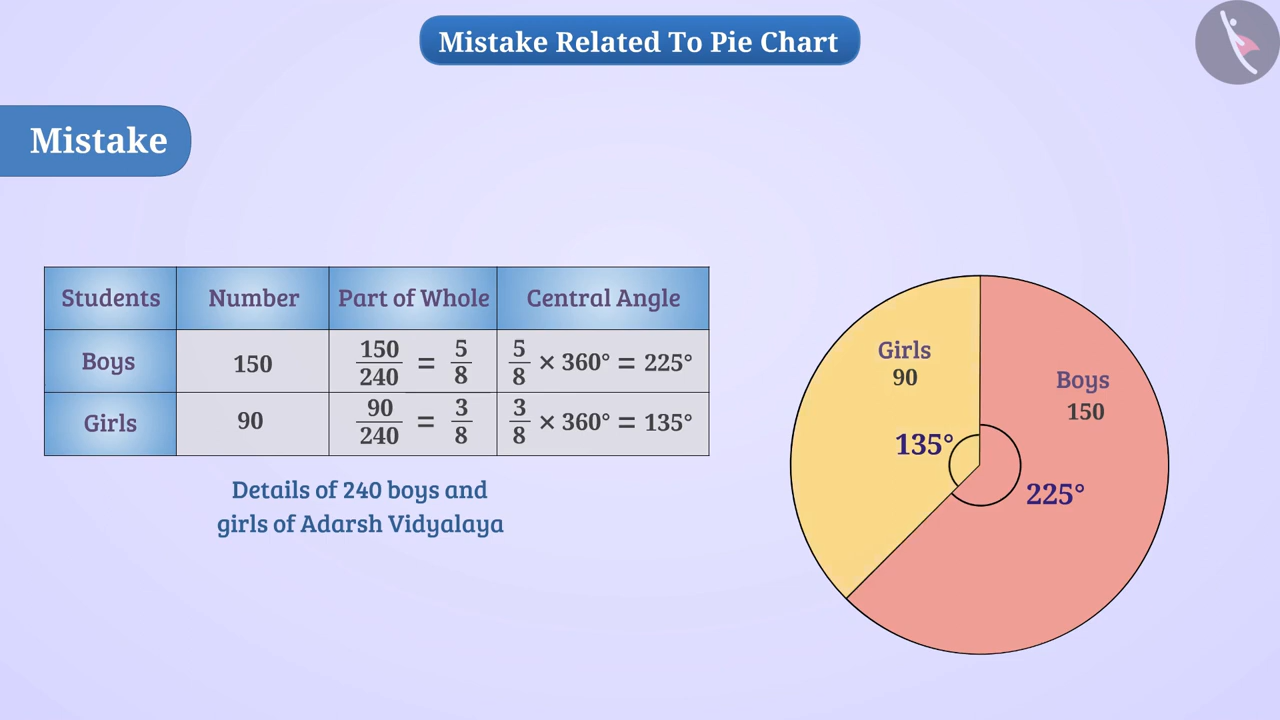 Mistake Related To Pie Chart
Mistake
Students Number Part of Whole Central Angle
Boys 150 150/240 = 5/8 5/8 × 360° = 225°
Girls 90 90/240 = 3/8 3/8 × 360° = 135°
Details of 240 boys and
girls of Adarsh Vidyalaya
Girls
90
Boys
150
135°
225°